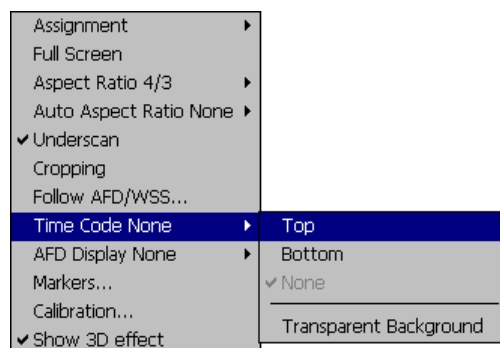 Assignment
Full Screen
Aspect Ratio 4/3
Auto Aspect Ratio None
Underscan
Cropping
Follow AFD/WSS...
Time Code None
Top
AFD Display None
Bottom
Markers...
None
Calibration...
Transparent Background
Show 3D effect